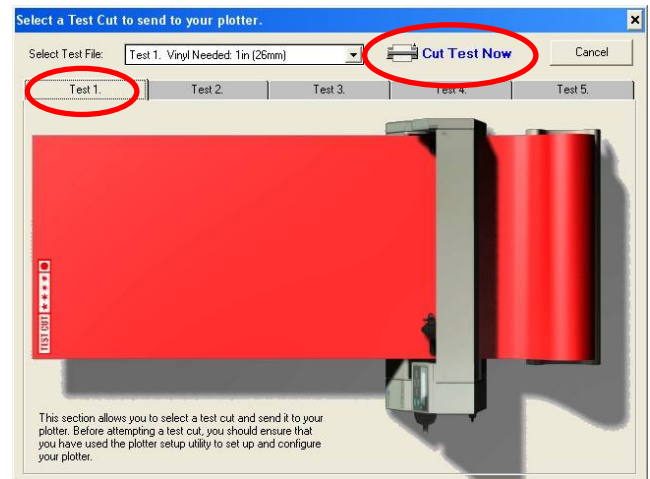 Select a Test Cut to send to your plotter.
Select Test File: Test 1. Vinyl Needed: 1in (26mm) Cut Test Now Cancel
Test 1. Test 2. Test 3. Test 4. Test 5.
TEST CUT
This section allows you to select a test cut and send it to your
plotter. Before attempting a test cut, you should ensure that
you have used the plotter setup utility to set up and configure
your plotter.